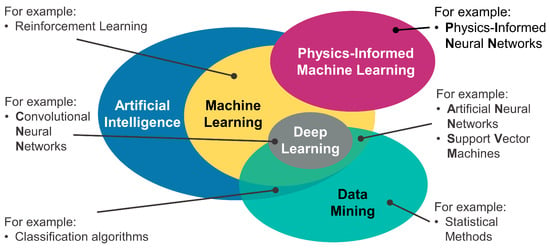 For example:
• Reinforcement Learning
For example:
• Physics-Informed
Neural Networks
Physics-Informed
Machine Learning
Artificial
Intelligence
Machine
Learning
For example:
• Convolutional
Neural
Networks
Deep
Learning
For example:
• Artificial Neural
Networks
• Support Vector
Machines
Data
Mining
For example:
• Classification algorithms
For example:
• Statistical
Methods